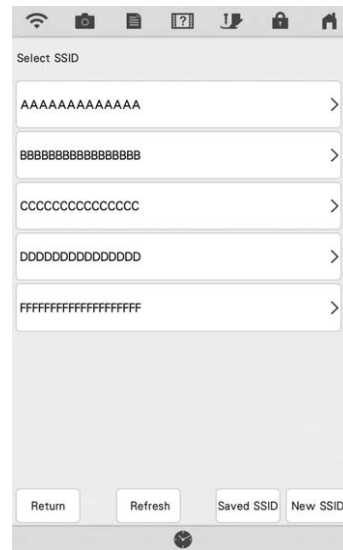 Select SSID
AAAAAAAAAAAAA
BBBBBBBBBBBBBBBBB
CCCCCCCCCCCCCCC
DDDDDDDDDDDDDDD
FFFFFFFFFFFFFFFFFFFF
Return Refresh Saved SSID New SSID